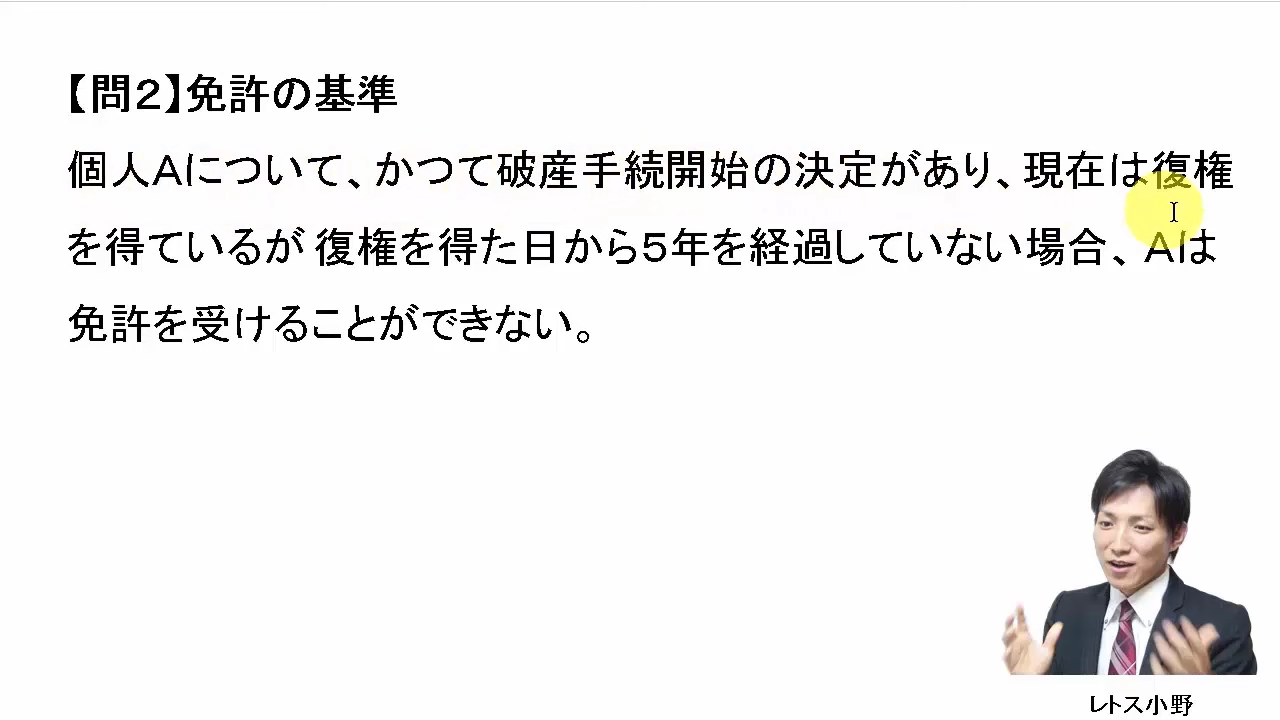 【問２】免許の基準
個人Ａについて、かつて破産手続開始の決定があり、現在は復権
を得ているが 復権を得た日から５年を経過していない場合、Ａは
免許を受けることができない。
レトス小野